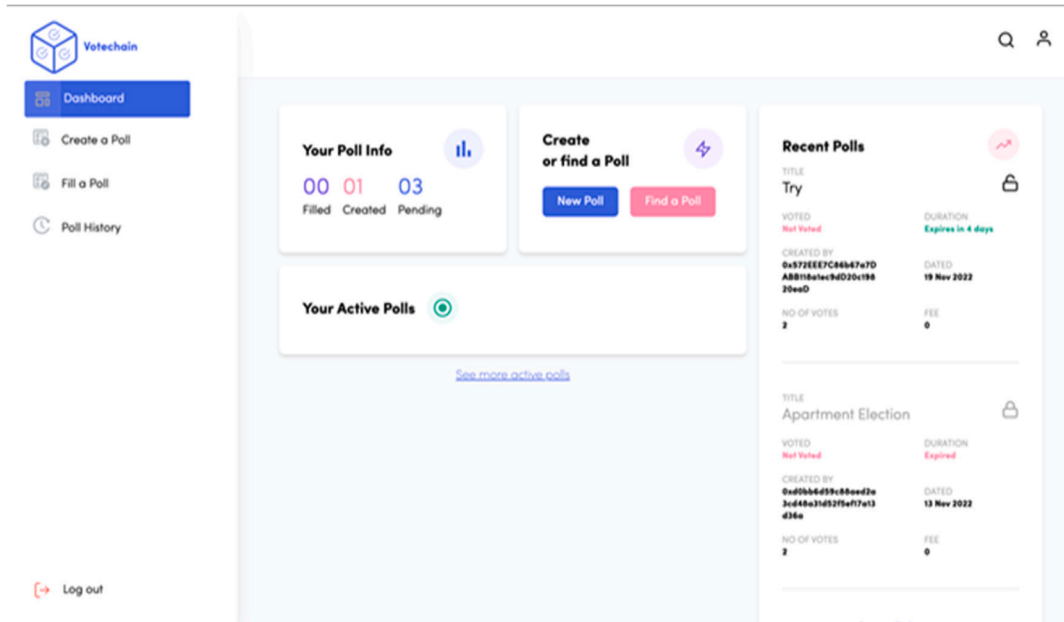 Votechain
Dashboard
Create a Poll
Fill a Poll
Poll History
Log out
Your Poll Info
00 01 03
Filled Created Pending
Create
or find a Poll
New Poll Find a Poll
Your Active Polls
See more active polls
Recent Polls
TITLE
Try
VOTED DURATION
Not Voted Expires in 4 days
CREATED BY
DATED
19 Nov 2022
NO OF VOTES FEE
2 0
TITLE
Apartment Election
VOTED DURATION
Not Voted Expired
CREATED BY
DATED
13 Nov 2022
d36a
NO OF VOTES FEE
2 0